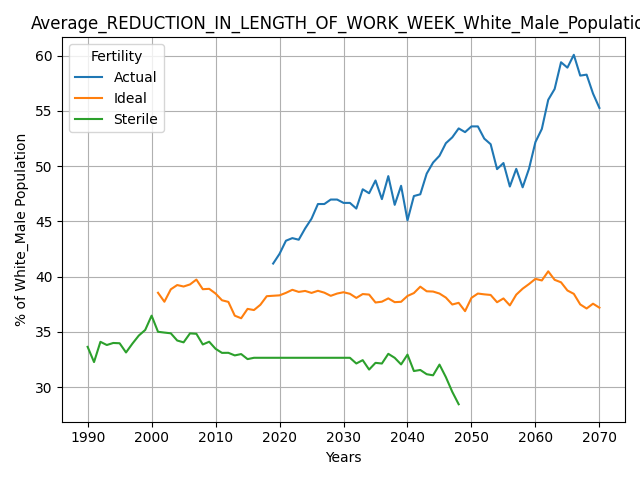 Average_REDUCTION_IN_LENGTH_OF_WORK_WEEK_White_Male_Populatio
Fertility
Actual
Ideal
Sterile
% of White_Male Population
60
55
50
45
40
35
30
1990 2000 2010 2020 2030 2040 2050 2060 2070
Years